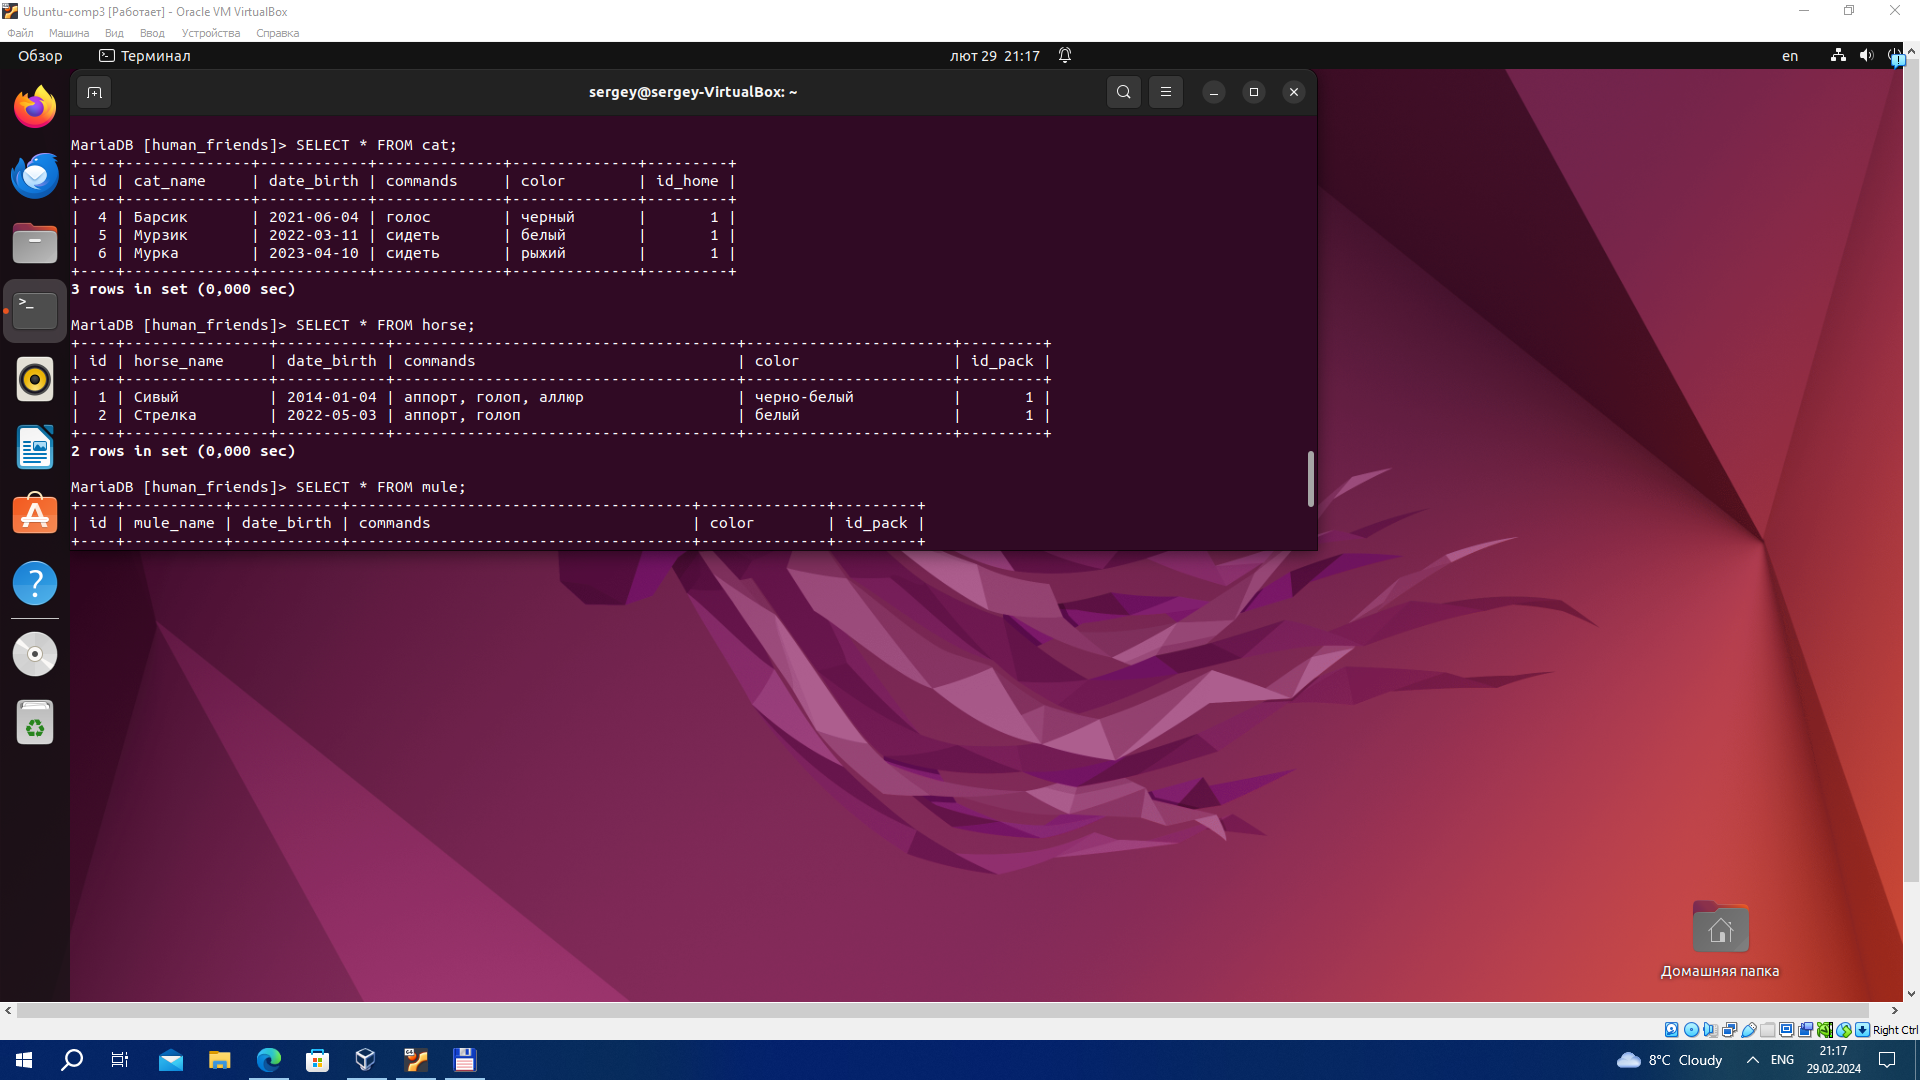 Ubuntu-comp3 [Работает] - Oracle VM VirtualBox
Файл Машина Вид Ввод Устройства Справка
Обзор Терминал лют 29 21:17 en
sergey@sergey-VirtualBox: ~
MariaDB [human_friends]> SELECT * FROM cat;
+----+--------------+------------+--------------+--------------+---------+
| id | cat_name     | date_birth | commands     | color        | id_home |
+----+--------------+------------+--------------+--------------+---------+
|  4 | Барсик       | 2021-06-04 | голос        | черный       |       1 |
|  5 | Мурзик       | 2022-03-11 | сидеть       | белый        |       1 |
|  6 | Мурка        | 2023-04-10 | сидеть       | рыжий        |       1 |
+----+--------------+------------+--------------+--------------+---------+
3 rows in set (0,000 sec)
MariaDB [human_friends]> SELECT * FROM horse;
+----+----------------+------------+--------------------------------------+-----------------------+---------+
| id | horse_name     | date_birth | commands                             | color                 | id_pack |
+----+----------------+------------+--------------------------------------+-----------------------+---------+
|  1 | Сивый          | 2014-01-04 | аппорт, голоп, аллюр                 | черно-белый           |       1 |
|  2 | Стрелка        | 2022-05-03 | аппорт, голоп                        | белый                 |       1 |
+----+----------------+------------+--------------------------------------+-----------------------+---------+
2 rows in set (0,000 sec)
MariaDB [human_friends]> SELECT * FROM mule;
+----+-----------+------------+--------------------------------------+--------------+---------+
| id | mule_name | date_birth | commands                             | color        | id_pack |
+----+-----------+------------+--------------------------------------+--------------+---------+
Домашняя папка
Right Ctrl
8°C Cloudy ENG 21:17
29.02.2024